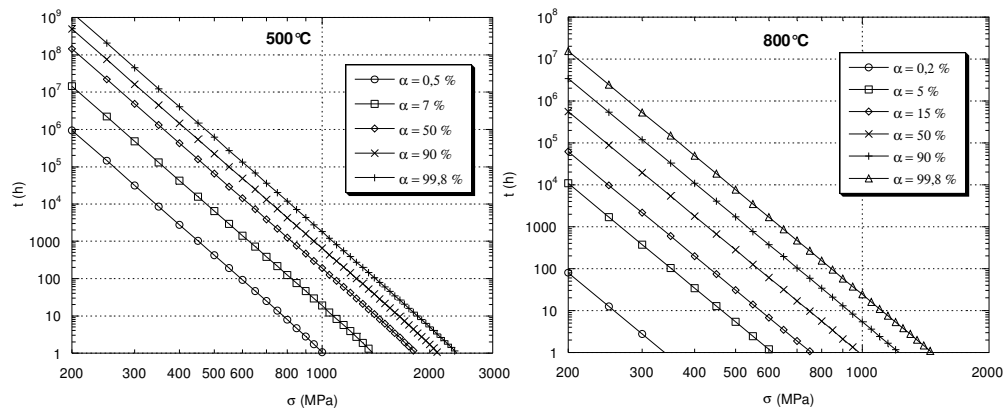 500°C
α = 0,5 %
α = 7 %
α = 50 %
α = 90 %
α = 99,8 %
10⁹
10⁸
10⁷
10⁶
10⁵
10⁴
1000
100
10
1
t (h)
200
300
400
500 600
1000
2000
3000
σ (MPa)
800°C
α = 0,2 %
α = 5 %
α = 15 %
α = 50 %
α = 90 %
α = 99,8 %
10⁸
10⁷
10⁶
10⁵
10⁴
1000
100
10
1
t (h)
200
300
400
500
600
800
1000
2000
σ (MPa)